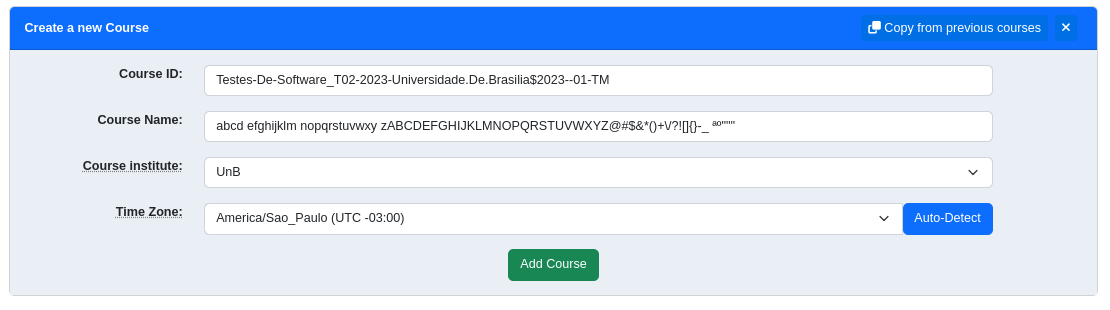 Create a new Course
Copy from previous courses
Course ID:
Testes-De-Software_T02-2023-Universidade.De.Brasilia$2023--01-TM
Course Name:
abcd efghijklm nopqrstuvwxy zABCDEFGHIJKLMNOPQRSTUVWXYZ@#$&*()+\/?![]{}-_ ªº"'"
Course institute:
UnB
Time Zone:
America/Sao_Paulo (UTC -03:00)
Auto-Detect
Add Course